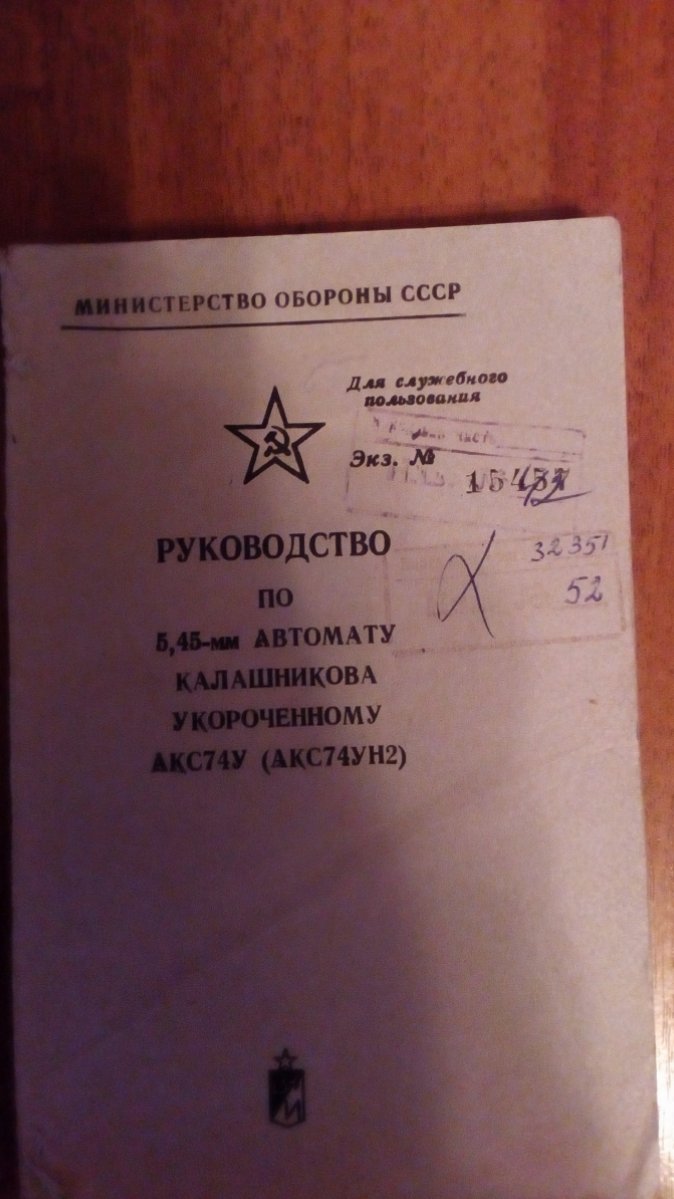 МИНИСТЕРСТВО ОБОРОНЫ СССР
Для служебного
пользования
Экз. №
РУКОВОДСТВО
32351
ПО
52
5,45-мм АВТОМАТУ
КАЛАШНИКОВА
УКОРОЧЕННОМУ
АКС74У (АКС74УН2)